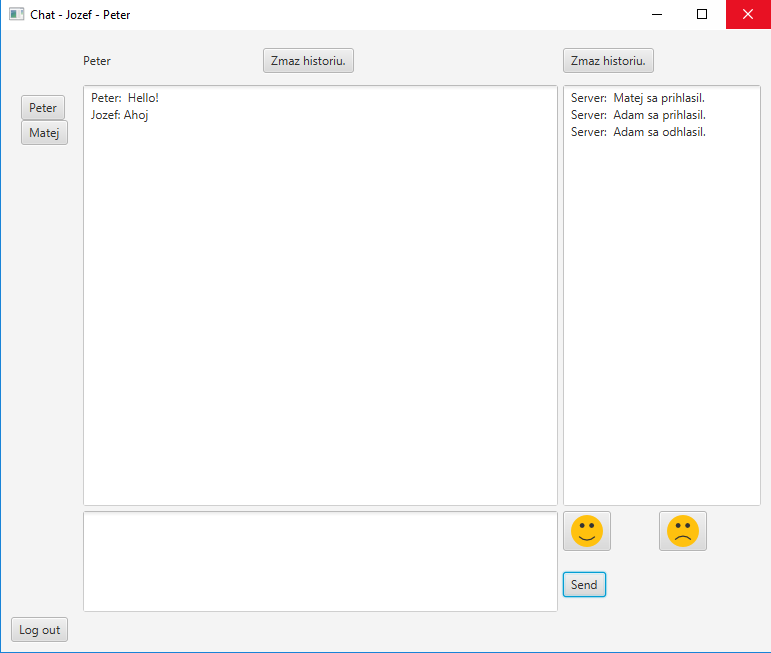 Chat - Jozef - Peter
Peter
Zmaz historiu.
Zmaz historiu.
Peter
Matej
Peter:  Hello!
Jozef: Ahoj
Server:  Matej sa prihlasil.
Server:  Adam sa prihlasil.
Server:  Adam sa odhlasil.
Send
Log out